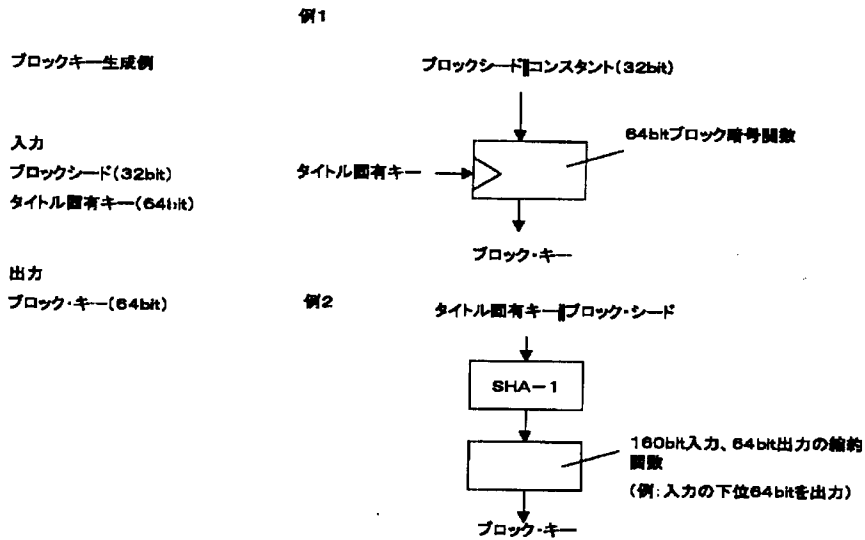 例1
ブロックキー生成例
ブロックシード||コンスタント(32bit)
64bitブロック暗号関数
入力
ブロックシード(32bit)
タイトル固有キー(64bit)
タイトル固有キー
ブロック・キー
出力
ブロック・キー(64bit)
例2
タイトル固有キー||ブロック・シード
SHA-1
160bit入力、64bit出力の縮約
関数
(例:入力の下位64bitを出力)
ブロック・キー